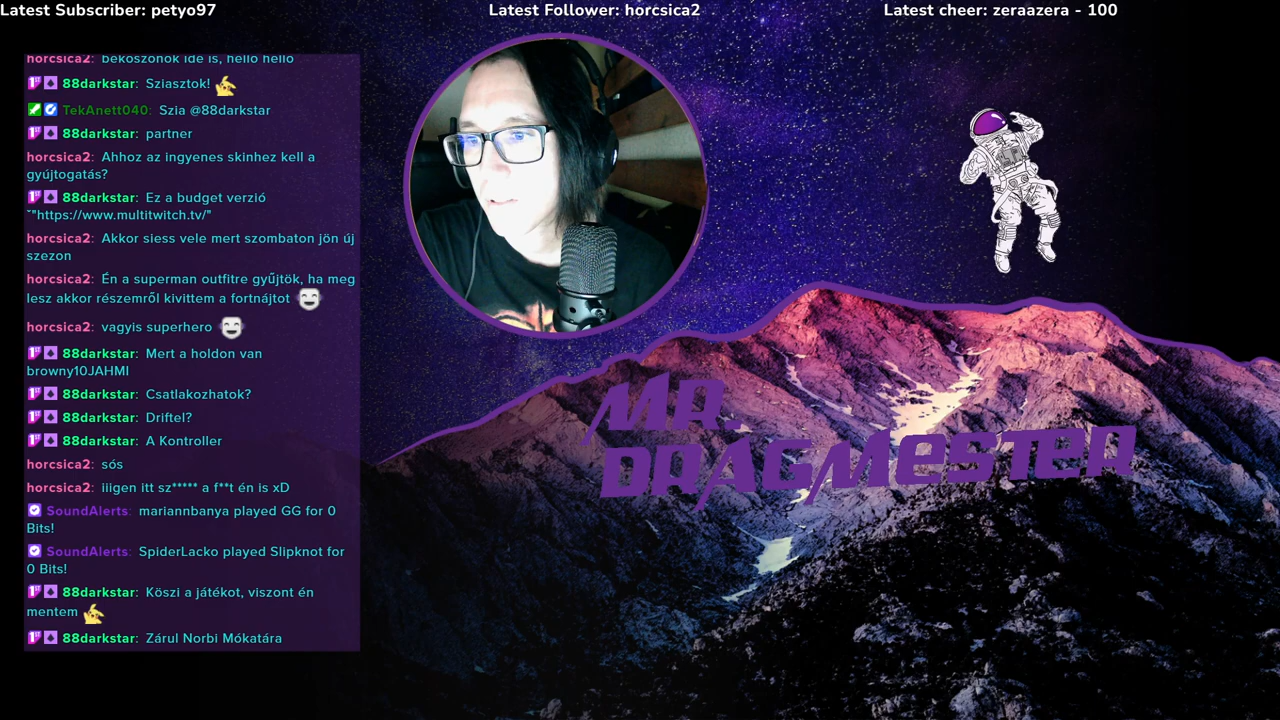 Latest Subscriber: petyo97
Latest Follower: horcsica2
Latest cheer: zeraazera - 100
horcsica2: beköszönök ide is, hello hello
88darkstar: Sziasztok!
TekAnett040: Szia @88darkstar
88darkstar: partner
horcsica2: Ahhoz az ingyenes skinhez kell a
gyújtogatás?
88darkstar: Ez a budget verzió
ˇ"https://www.multitwitch.tv/"
horcsica2: Akkor siess vele mert szombaton jön új
szezon
horcsica2: Én a superman outfitre gyűjtök, ha meg
lesz akkor részemről kivittem a fortnájtot
horcsica2: vagyis superhero
88darkstar: Mert a holdon van
browny10JAHMI
88darkstar: Csatlakozhatok?
88darkstar: Driftel?
88darkstar: A Kontroller
horcsica2: sós
horcsica2: iiigen itt sz***** a f**t én is xD
SoundAlerts: mariannbanya played GG for 0
Bits!
SoundAlerts: SpiderLacko played Slipknot for
0 Bits!
88darkstar: Köszi a játékot, viszont én
mentem
88darkstar: Zárul Norbi Mókatára
MR.
DRAGMESTER